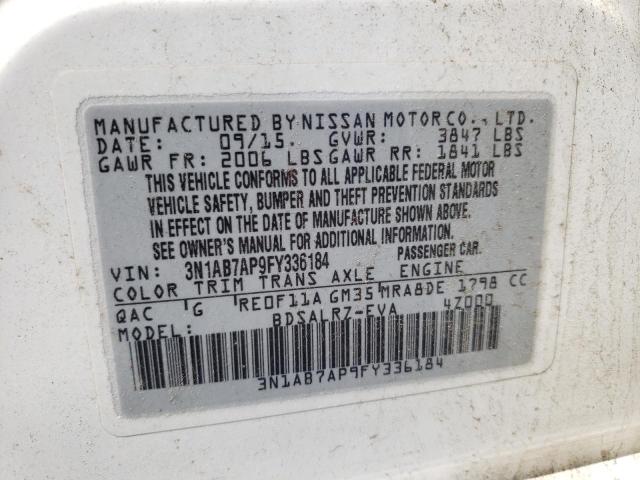 MANUFACTURED BY NISSAN MOTOR CO., LTD.
DATE: 09/15. GVWR: 3847 LBS
GAWR FR: 2006 LBS GAWR RR: 1841 LBS
THIS VEHICLE CONFORMS TO ALL APPLICABLE FEDERAL MOTOR
VEHICLE SAFETY, BUMPER AND THEFT PREVENTION STANDARDS
IN EFFECT ON THE DATE OF MANUFACTURE SHOWN ABOVE.
SEE OWNER'S MANUAL FOR ADDITIONAL INFORMATION.
VIN: 3N1AB7AP9FY336184 PASSENGER CAR.
COLOR TRIM TRANS AXLE ENGINE
QAC G RE0F11A GM35 MRA8DE 1798 CC
MODEL: BDSALRZ-EVA 4Z000
3N1AB7AP9FY336184